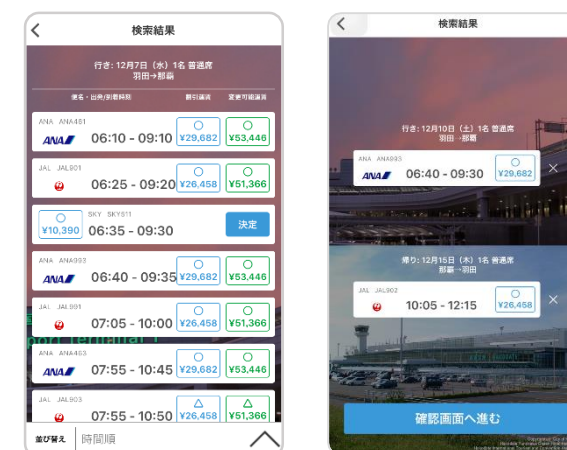 検索結果
行き: 12月7日（水）1名 普通席
羽田→那覇
便名・出発/到着時刻 割引運賃 変更可能運賃
ANA ANA461
ANA 06:10 - 09:10 ○ ¥29,682 ○ ¥53,446
JAL JAL901
06:25 - 09:20 ○ ¥26,458 ○ ¥51,366
SKY SKY511
○ ¥10,390 06:35 - 09:30 決定
ANA ANA993
ANA 06:40 - 09:35 ○ ¥29,682 ○ ¥53,446
JAL JAL991
07:05 - 10:00 ○ ¥26,458 ○ ¥51,366
port Terminal 1
ANA ANA463
ANA 07:55 - 10:45 ○ ¥29,682 ○ ¥53,446
JAL JAL903
07:55 - 10:50 △ ¥26,458 △ ¥51,366
並び替え 時間順
検索結果
行き: 12月10日（土）1名 普通席
羽田→那覇
ANA ANA993
ANA 06:40 - 09:30 ○ ¥29,682 ×
帰り: 12月15日（木）1名 普通席
那覇→羽田
JAL JAL902
10:05 - 12:15 ○ ¥26,458 ×
確認画面へ進む